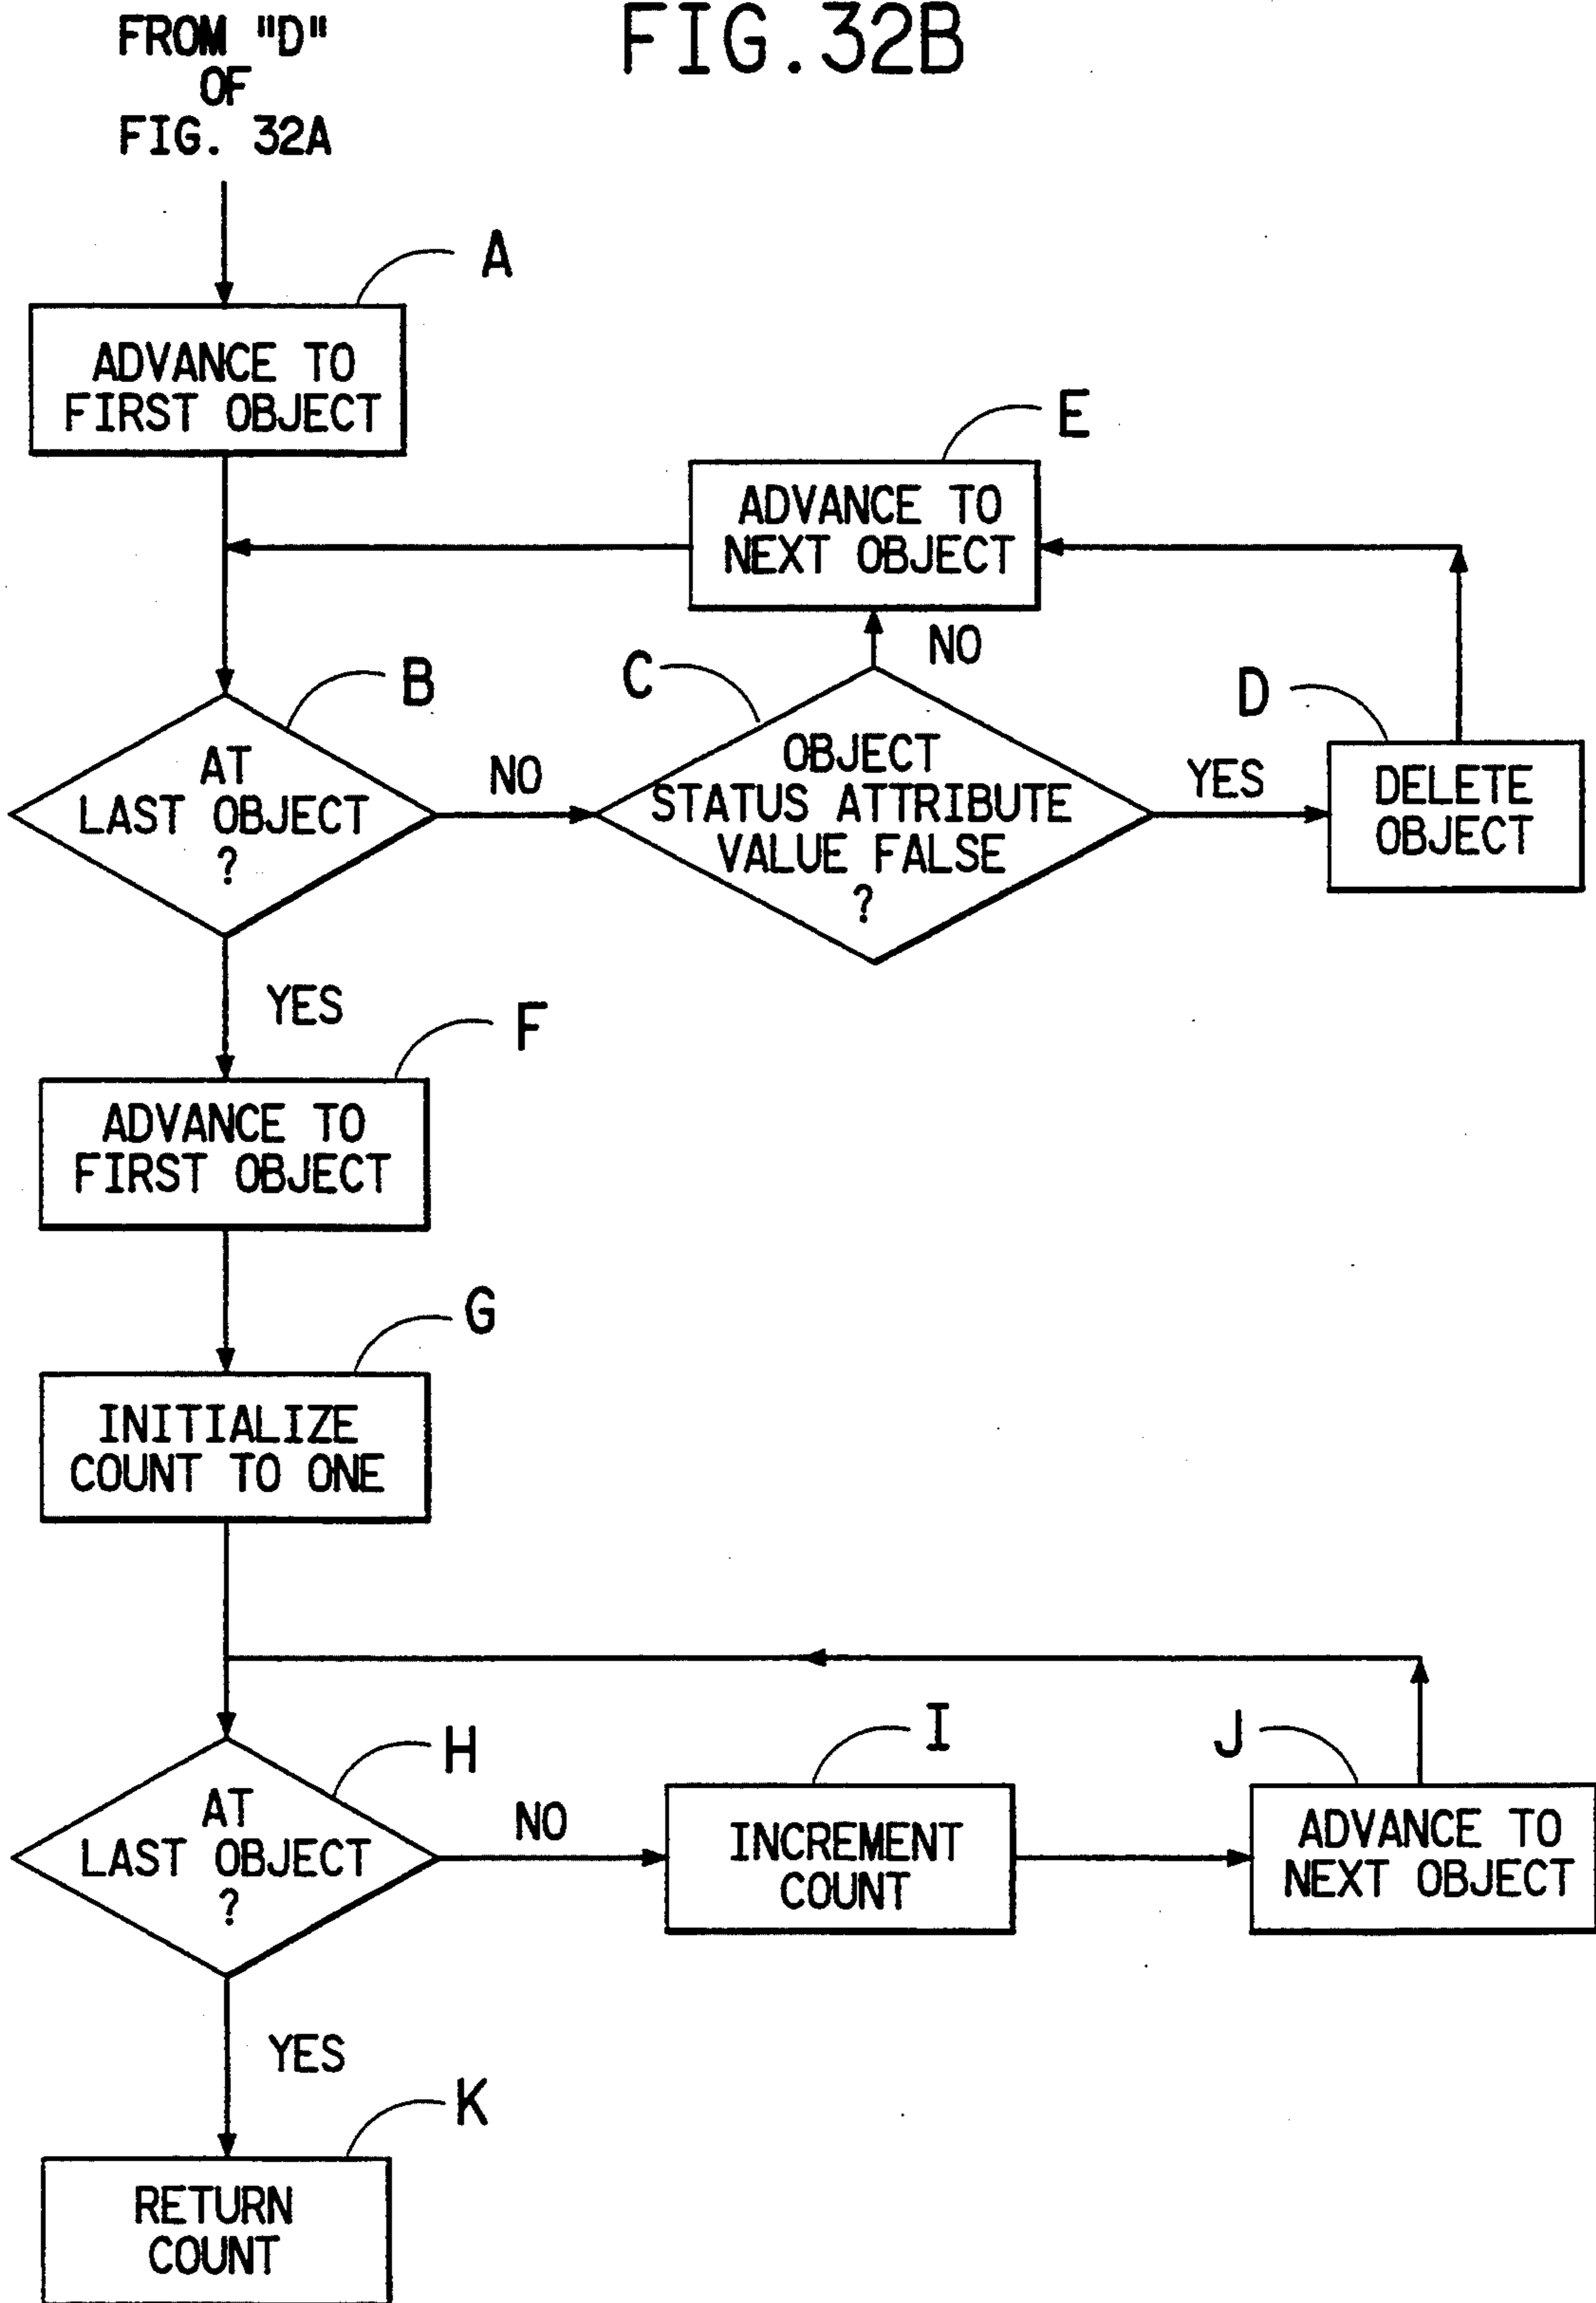 FROM "D"
OF
FIG. 32A
FIG.32B
A
ADVANCE TO
FIRST OBJECT
E
ADVANCE TO
NEXT OBJECT
NO
B
AT
LAST OBJECT
?
NO
C
OBJECT
STATUS ATTRIBUTE
VALUE FALSE
?
YES
D
DELETE
OBJECT
YES
F
ADVANCE TO
FIRST OBJECT
G
INITIALIZE
COUNT TO ONE
H
AT
LAST OBJECT
?
NO
I
INCREMENT
COUNT
J
ADVANCE TO
NEXT OBJECT
YES
K
RETURN
COUNT